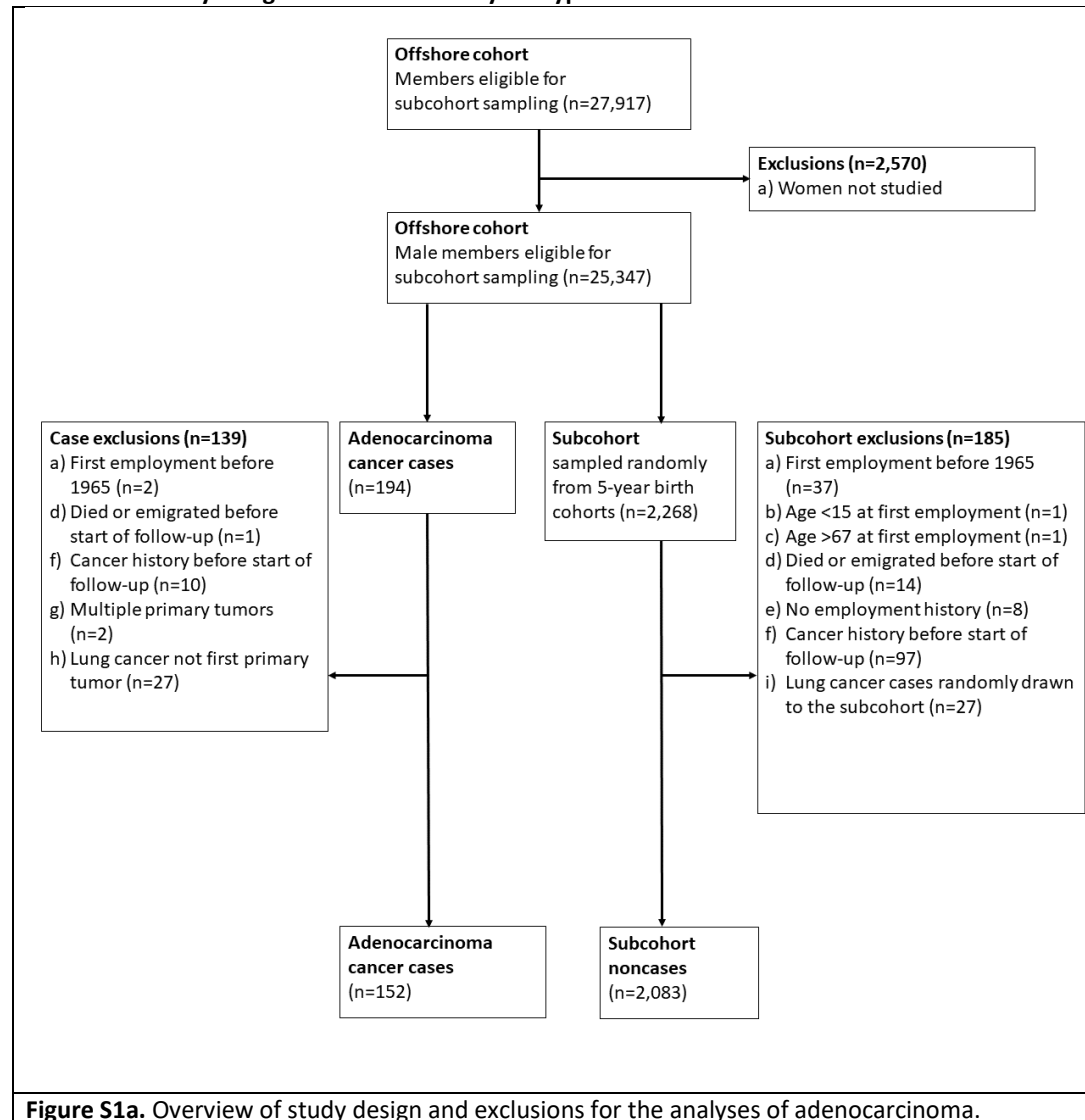 Offshore cohort
Members eligible for
subcohort sampling (n=27,917)
Exclusions (n=2,570)
a) Women not studied
Offshore cohort
Male members eligible for
subcohort sampling (n=25,347)
Case exclusions (n=139)
a) First employment before
1965 (n=2)
d) Died or emigrated before
start of follow-up (n=1)
f) Cancer history before start of
follow-up (n=10)
g) Multiple primary tumors
(n=2)
h) Lung cancer not first primary
tumor (n=27)
Adenocarcinoma
cancer cases
(n=194)
Subcohort
sampled randomly
from 5-year birth
cohorts (n=2,268)
Subcohort exclusions (n=185)
a) First employment before 1965
(n=37)
b) Age <15 at first employment (n=1)
c) Age >67 at first employment (n=1)
d) Died or emigrated before start of
follow-up (n=14)
e) No employment history (n=8)
f) Cancer history before start of
follow-up (n=97)
i) Lung cancer cases randomly drawn
to the subcohort (n=27)
Adenocarcinoma
cancer cases
(n=152)
Subcohort
noncases
(n=2,083)
Figure S1a. Overview of study design and exclusions for the analyses of adenocarcinoma.